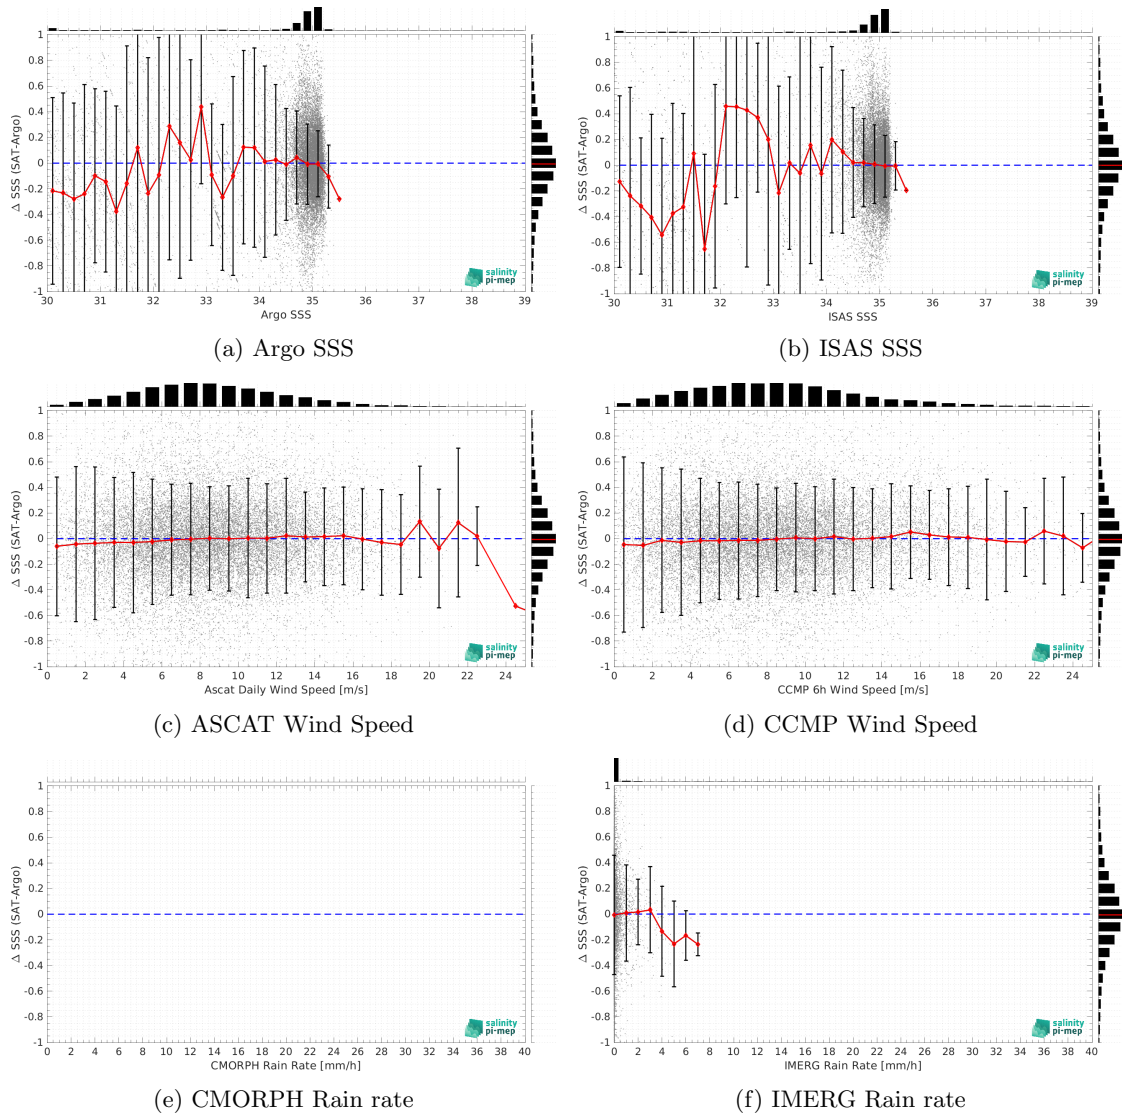 1
0.8
0.6
0.4
0.2
0
-0.2
-0.4
-0.6
-0.8
-1
Δ SSS (SAT-Argo)
30 31 32 33 34 35 36 37 38 39
Argo SSS
salinity
pi-mep
(a) Argo SSS
1
0.8
0.6
0.4
0.2
0
-0.2
-0.4
-0.6
-0.8
-1
Δ SSS (SAT-Argo)
30 31 32 33 34 35 36 37 38 39
ISAS SSS
salinity
pi-mep
(b) ISAS SSS
1
0.8
0.6
0.4
0.2
0
-0.2
-0.4
-0.6
-0.8
-1
Δ SSS (SAT-Argo)
0 2 4 6 8 10 12 14 16 18 20 22 24
Ascat Daily Wind Speed [m/s]
salinity
pi-mep
(c) ASCAT Wind Speed
1
0.8
0.6
0.4
0.2
0
-0.2
-0.4
-0.6
-0.8
-1
Δ SSS (SAT-Argo)
0 2 4 6 8 10 12 14 16 18 20 22 24
CCMP 6h Wind Speed [m/s]
salinity
pi-mep
(d) CCMP Wind Speed
1
0.8
0.6
0.4
0.2
0
-0.2
-0.4
-0.6
-0.8
-1
Δ SSS (SAT-Argo)
0 2 4 6 8 10 12 14 16 18 20 22 24 26 28 30 32 34 36 38 40
CMORPH Rain Rate [mm/h]
salinity
pi-mep
(e) CMORPH Rain rate
1
0.8
0.6
0.4
0.2
0
-0.2
-0.4
-0.6
-0.8
-1
Δ SSS (SAT-Argo)
0 2 4 6 8 10 12 14 16 18 20 22 24 26 28 30 32 34 36 38 40
IMERG Rain Rate [mm/h]
salinity
pi-mep
(f) IMERG Rain rate